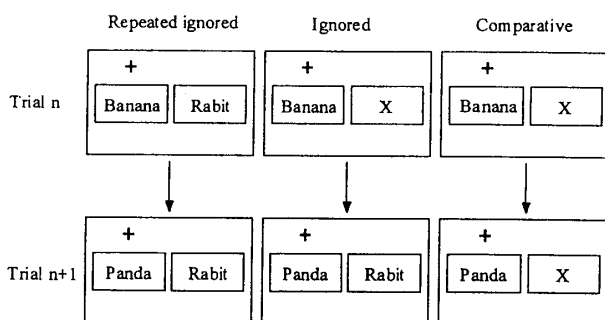 Repeated ignored Ignored Comparative
+ + +
Trial n Banana Rabit Banana X Banana X
+ + +
Trial n+1 Panda Rabit Panda Rabit Panda X